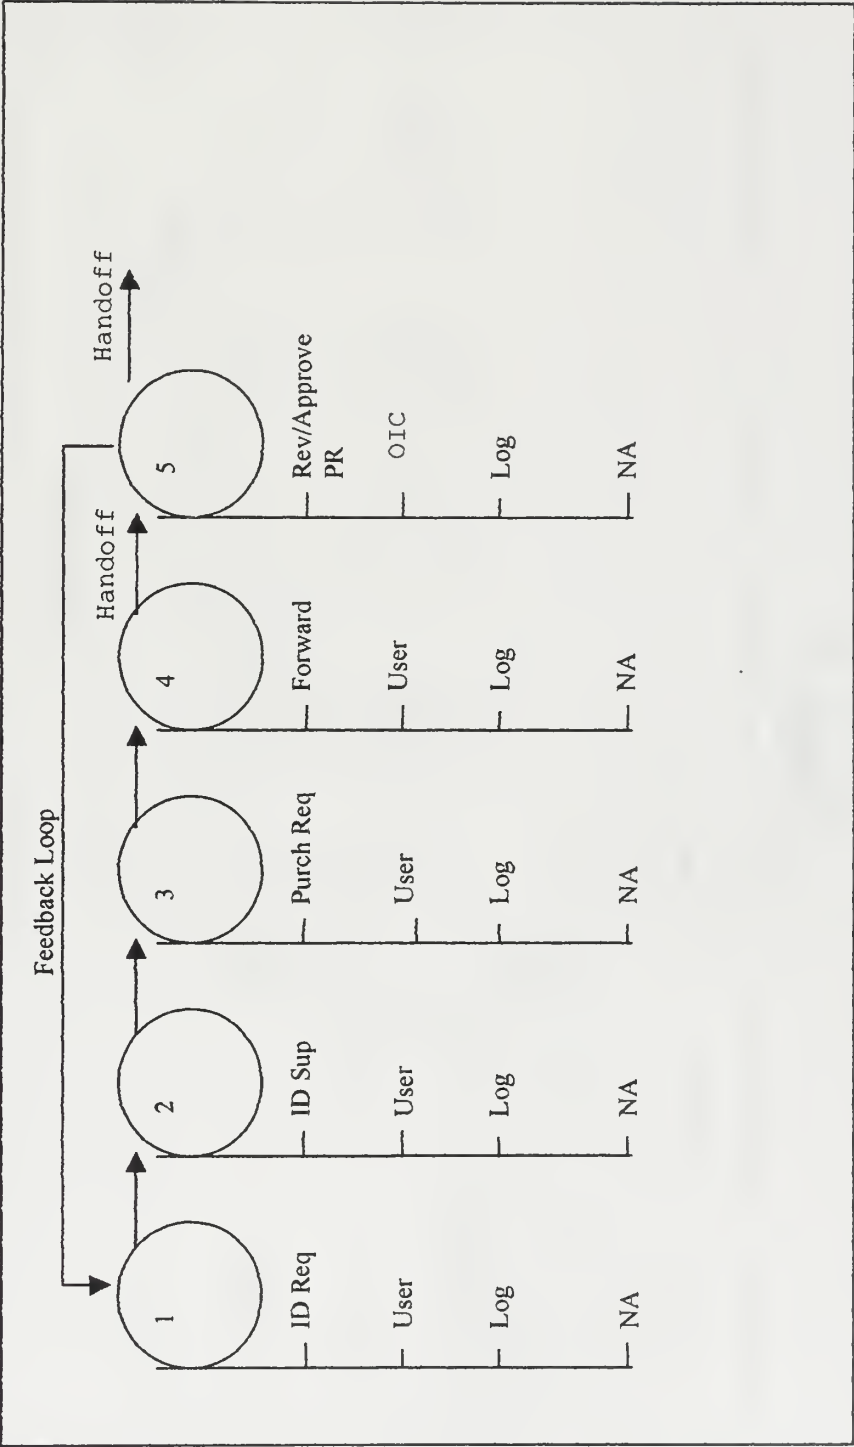 Feedback Loop
Handoff
Handoff
1
ID Req
User
Log
NA
2
ID Sup
User
Log
NA
3
Purch Req
User
Log
NA
4
Forward
User
Log
NA
5
Rev/Approve
PR
OIC
Log
NA